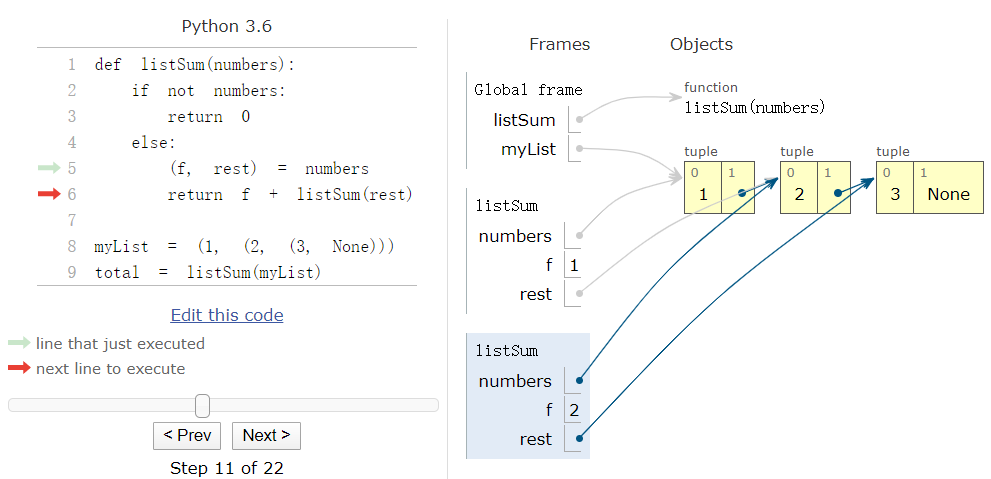 Python 3.6
1 def listSum(numbers):
2 if not numbers:
3 return 0
4 else:
5 (f, rest) = numbers
6 return f + listSum(rest)
7
8 myList = (1, (2, (3, None)))
9 total = listSum(myList)
Edit this code
line that just executed
next line to execute
< Prev Next >
Step 11 of 22
Frames Objects
Global frame
listSum
myList
function
listSum(numbers)
tuple
0 1
1
tuple
0 1
2
tuple
0 1
3 None
listSum
numbers
f 1
rest
listSum
numbers
f 2
rest